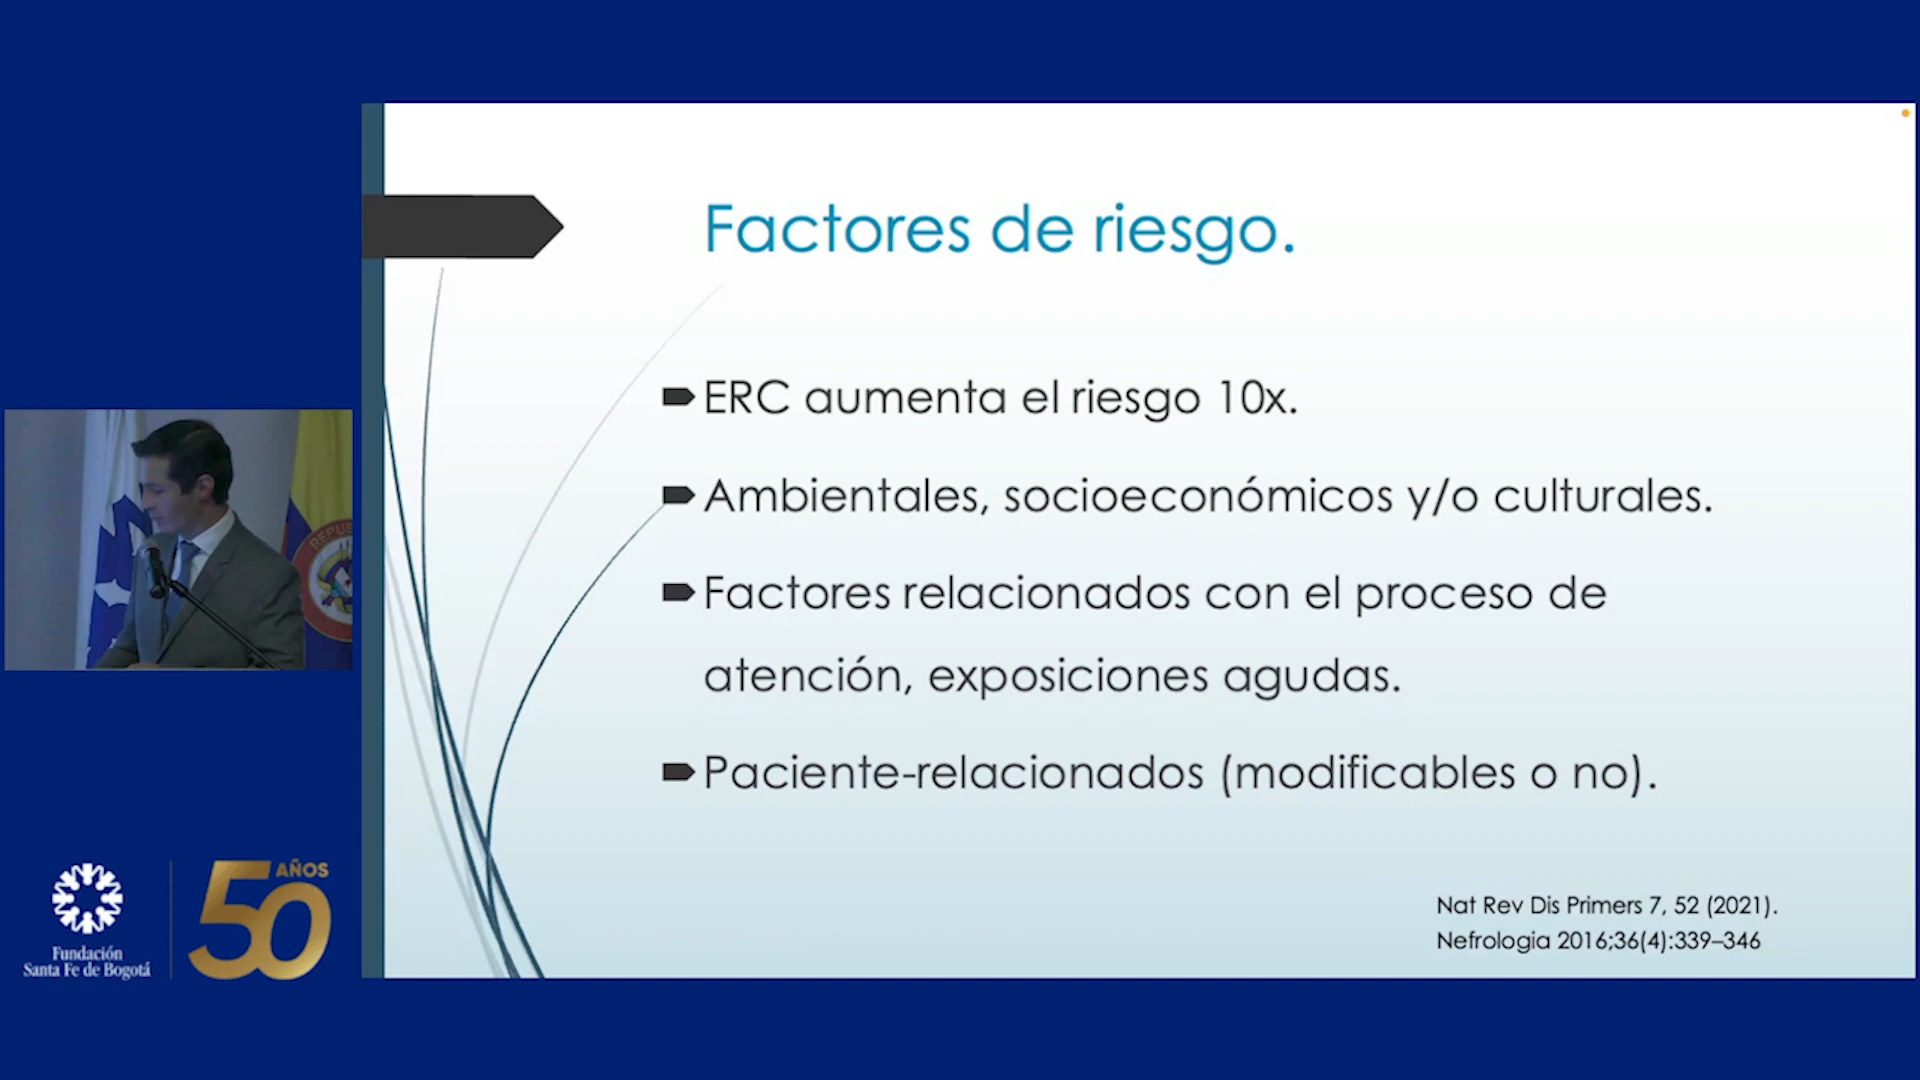 Factores de riesgo.
ERC aumenta el riesgo 10x.
Ambientales, socioeconómicos y/o culturales.
Factores relacionados con el proceso de
atención, exposiciones agudas.
Paciente-relacionados (modificables o no).
Nat Rev Dis Primers 7, 52 (2021).
Nefrologia 2016;36(4):339–346
Fundación
Santa Fe de Bogotá
50 AÑOS